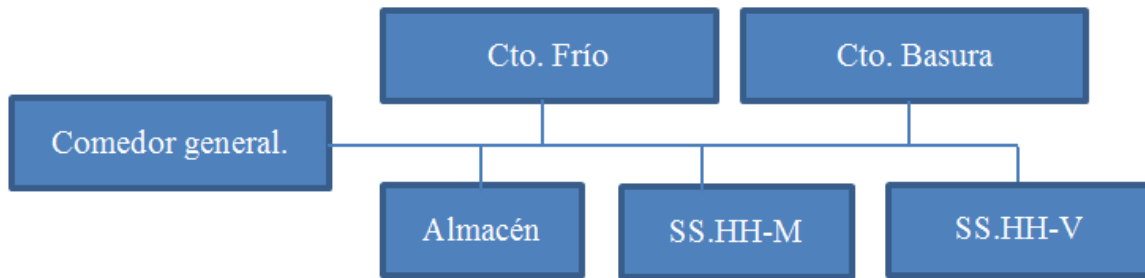 Cto. Frío
Cto. Basura
Comedor general.
Almacén
SS.HH-M
SS.HH-V